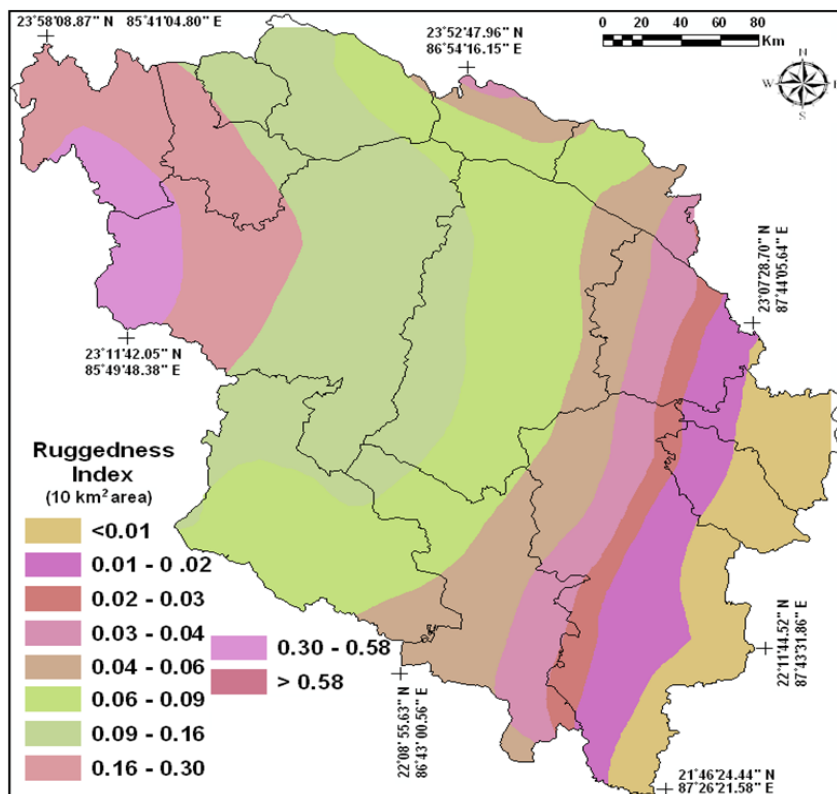 23°58'08.87" N 85°41'04.80" E
23°52'47.96" N
86°54'16.15" E
0 20 40 60 80
Km
N
W
S
23°07'28.70" N
87°44'05.64" E
23°11'42.05" N
85°49'48.38" E
Ruggedness
Index
(10 km² area)
<0.01
0.01 - 0 .02
0.02 - 0.03
0.03 - 0.04
0.04 - 0.06
0.06 - 0.09
0.09 - 0.16
0.16 - 0.30
0.30 - 0.58
> 0.58
22°08'55.63" N
86°43'00.56" E
22°11'44.52" N
87°43'31.86" E
21°46'24.44" N
87°26'21.58" E